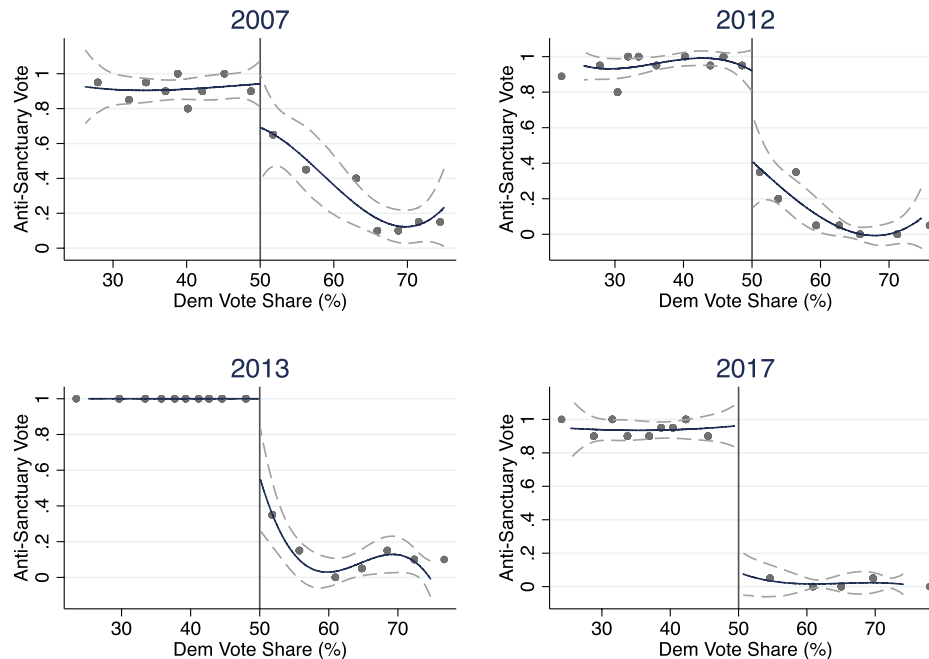 2007
2012
Anti-Sanctuary Vote
0 .2 .4 .6 .8 1
30 40 50 60 70
Dem Vote Share (%)
Anti-Sanctuary Vote
0 .2 .4 .6 .8 1
30 40 50 60 70
Dem Vote Share (%)
2013
2017
Anti-Sanctuary Vote
0 .2 .4 .6 .8 1
30 40 50 60 70
Dem Vote Share (%)
Anti-Sanctuary Vote
0 .2 .4 .6 .8 1
30 40 50 60 70
Dem Vote Share (%)